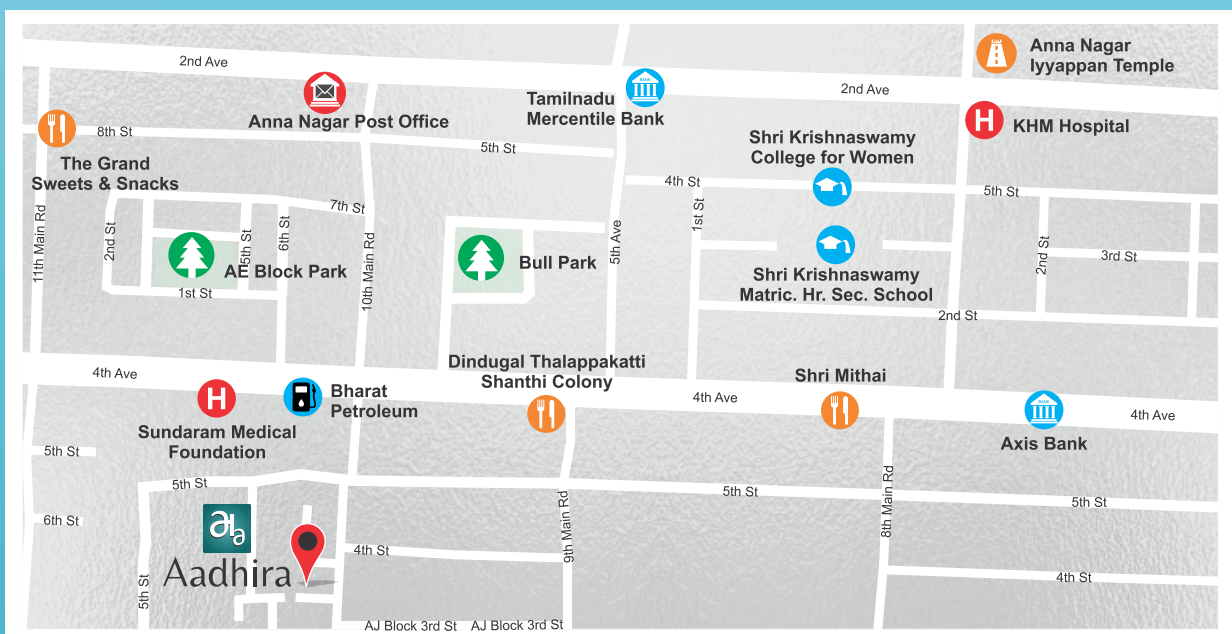 2nd Ave
2nd Ave
Anna Nagar
Iyyappan Temple
Anna Nagar Post Office
Tamilnadu
Mercentile Bank
BANK
KHM Hospital
H
8th St
5th St
The Grand
Sweets & Snacks
Shri Krishnaswamy
College for Women
4th St
5th St
7th St
11th Main Rd
2nd St
5th St
6th St
10th Main Rd
5th Ave
1st St
AE Block Park
1st St
Bull Park
Shri Krishnaswamy
Matric. Hr. Sec. School
2nd St
3rd St
2nd St
4th Ave
Dindugal Thalappakatti
Shanthi Colony
Shri Mithai
H
Bharat
Petroleum
4th Ave
BANK
4th Ave
Sundaram Medical
Foundation
Axis Bank
5th St
5th St
5th St
5th St
6th St
9th Main Rd
8th Main Rd
Aadhira
4th St
4th St
5th St
AJ Block 3rd St
AJ Block 3rd St